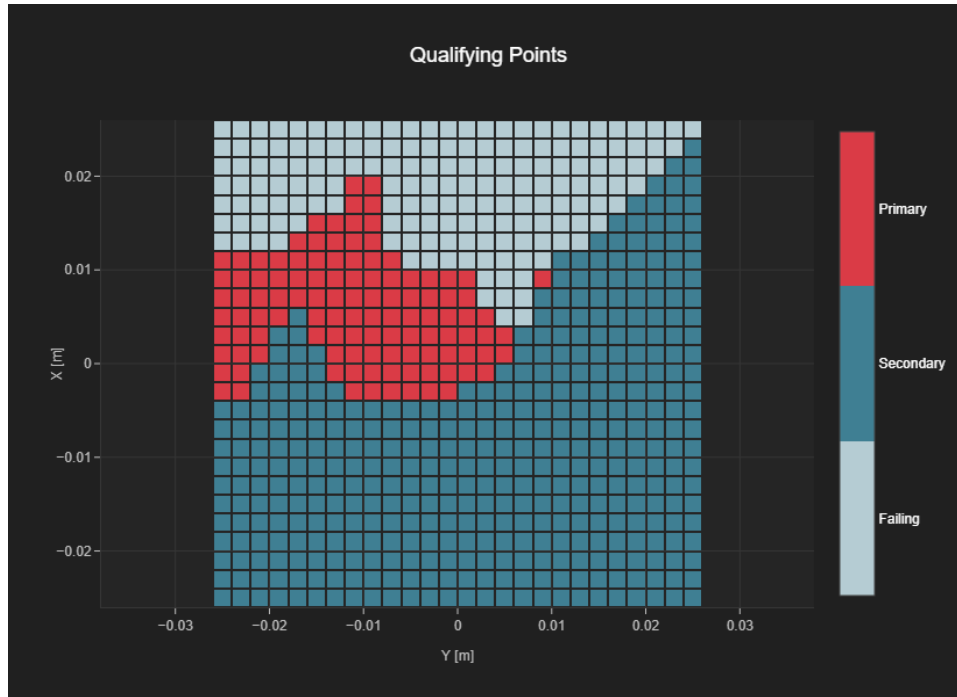 Qualifying Points
0.02
0.01
0
−0.01
−0.02
X [m]
−0.03
−0.02
−0.01
0
0.01
0.02
0.03
Y [m]
Primary
Secondary
Failing